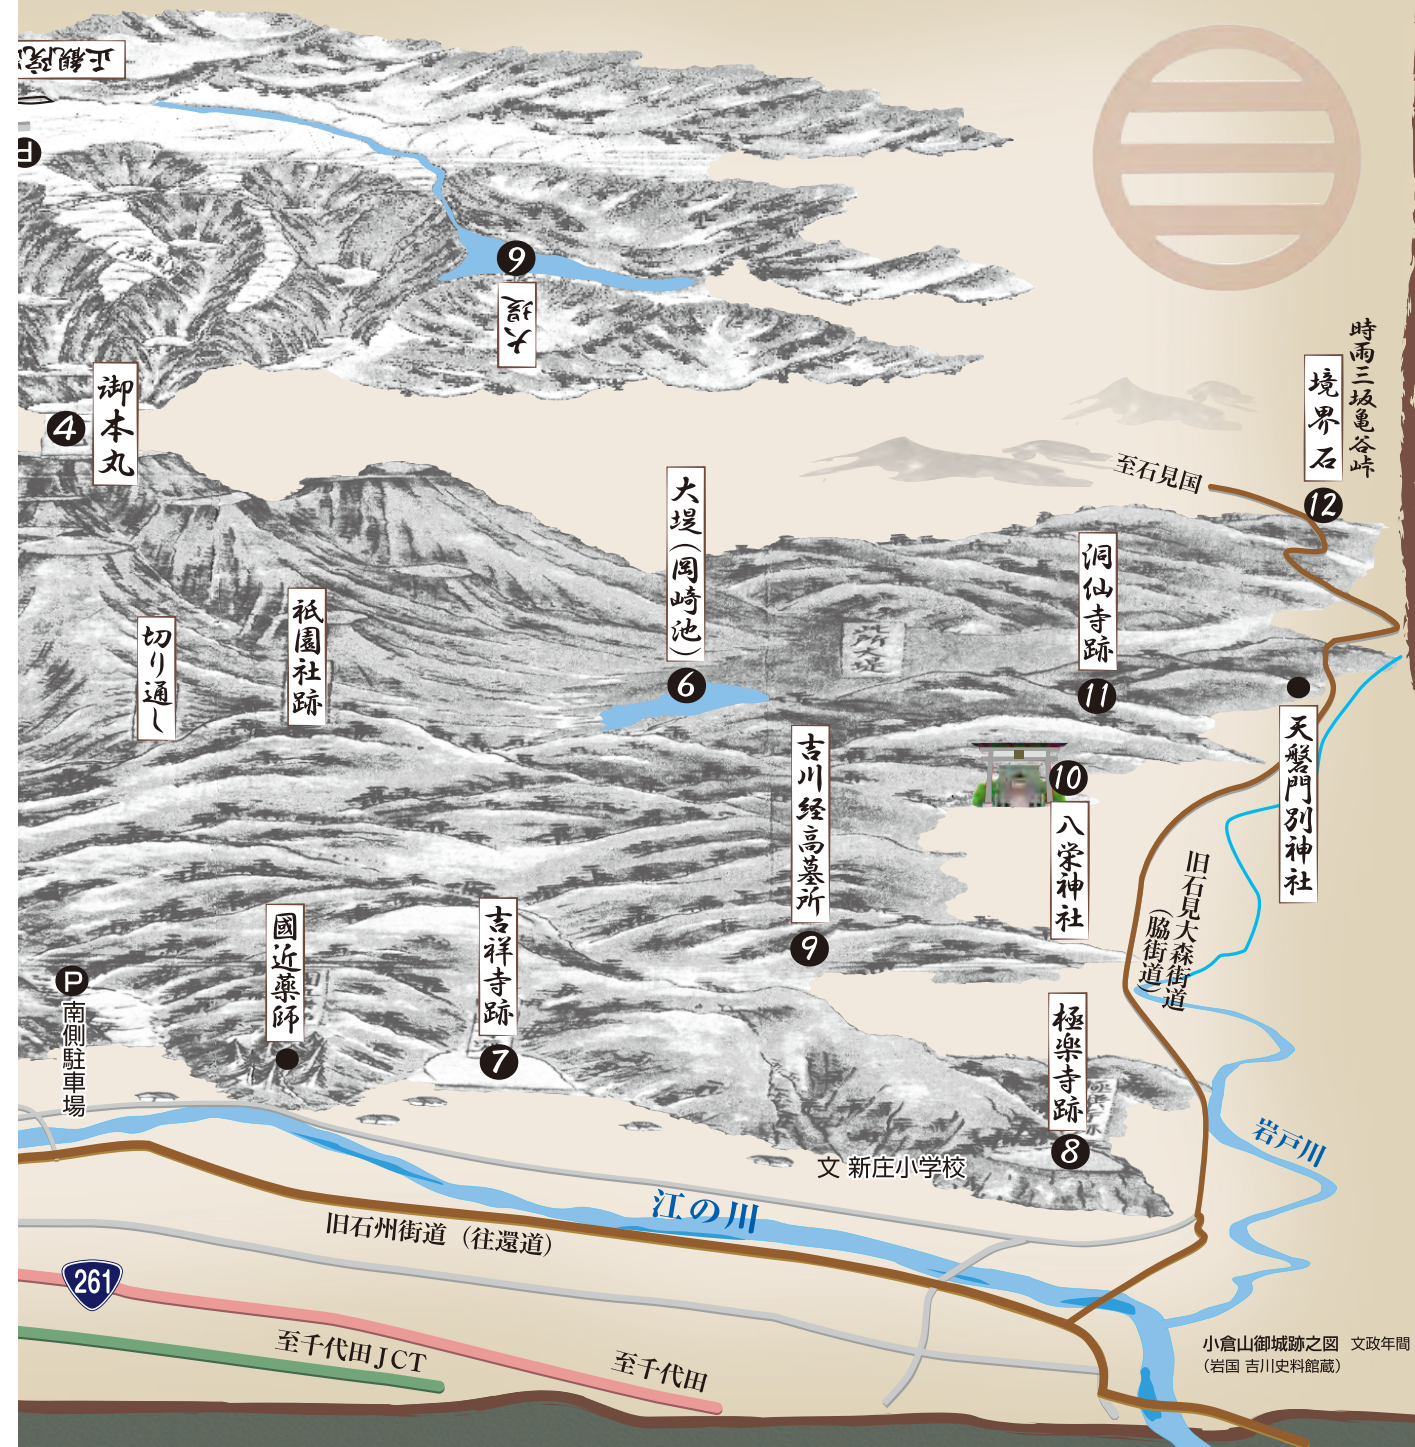 正観院
P
9
大堤
御本丸
4
時雨三坂亀谷峠
境界石
12
至石見国
大堤(岡崎池)
6
洞仙寺跡
11
祇園社跡
切り通し
天磐門別神社
吉川経高墓所
9
10
八栄神社
旧石見大森街道
(脇街道)
國近薬師
吉祥寺跡
7
P
南側駐車場
極楽寺跡
8
岩戸川
文 新庄小学校
江の川
旧石州街道(往還道)
261
至千代田JCT
至千代田
小倉山御城跡之図 文政年間
(岩国 吉川史料館蔵)